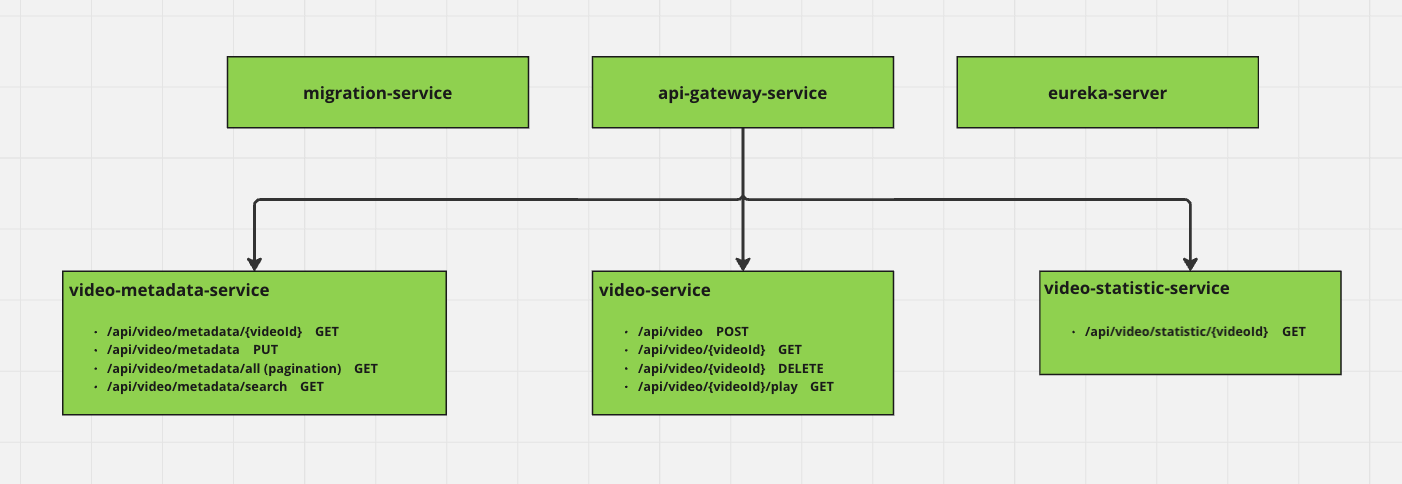 migration-service
api-gateway-service
eureka-server
video-metadata-service
· /api/video/metadata/{videoId} GET
· /api/video/metadata PUT
· /api/video/metadata/all (pagination) GET
· /api/video/metadata/search GET
video-service
· /api/video POST
· /api/video/{videoId} GET
· /api/video/{videoId} DELETE
· /api/video/{videoId}/play GET
video-statistic-service
· /api/video/statistic/{videoId} GET